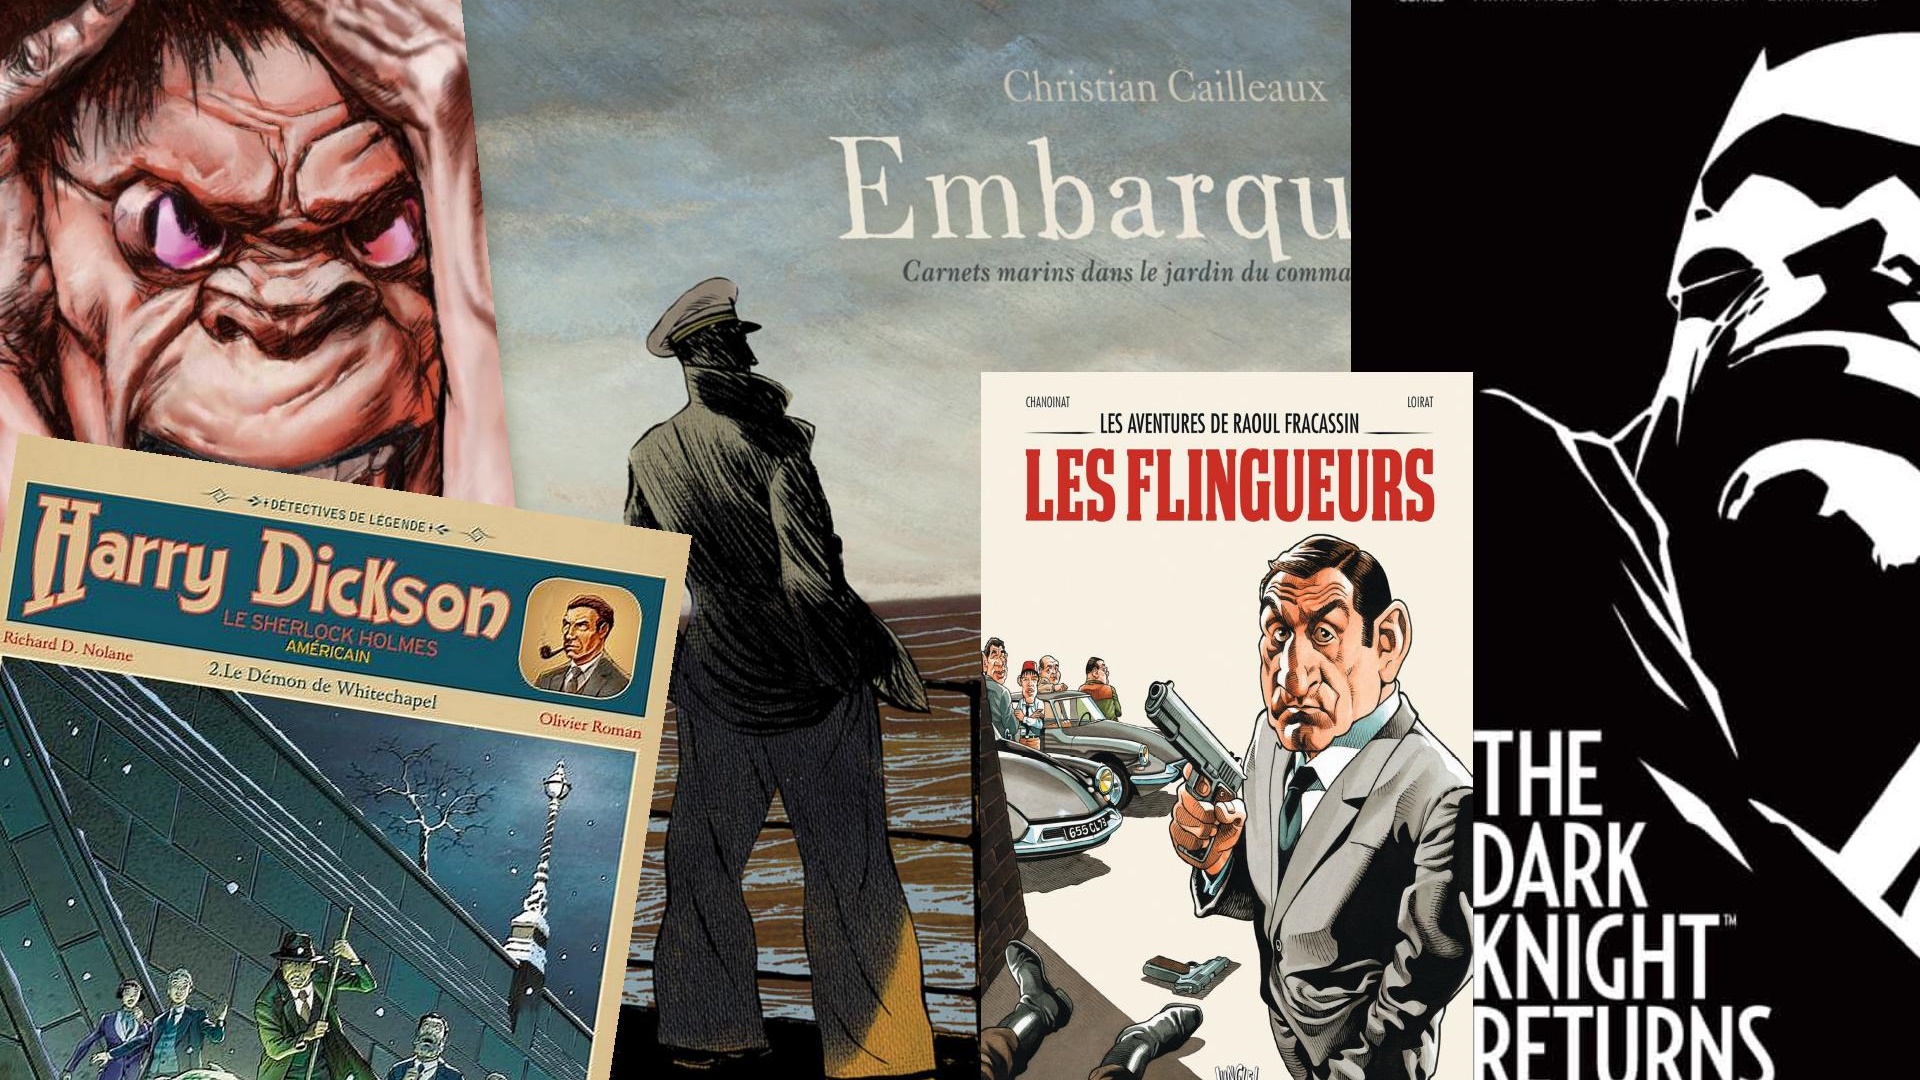 Christian Cailleaux
Embarqu
Carnets marins dans le jardin du comma
CHANOINAT
LOIRAT
LES AVENTURES DE RAOUL FRACASSIN
LES FLINGUEURS
655 CL 75
DÉTECTIVES DE LÉGENDE
Harry Dickson
LE SHERLOCK HOLMES
AMÉRICAIN
Richard D. Nolane
2.Le Démon de Whitechapel
Olivier Roman
THE
DARK
KNIGHT™
RETURNS